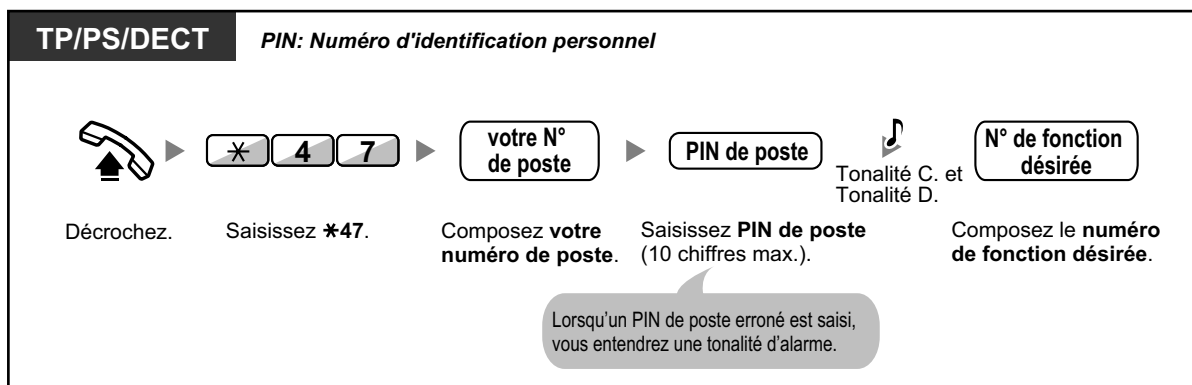 TP/PS/DECT
PIN: Numéro d'identification personnel
✳ 4 7
votre N°
de poste
PIN de poste
Tonalité C. et
Tonalité D.
N° de fonction
désirée
Décrochez.
Saisissez ✳47.
Composez votre
numéro de poste.
Saisissez PIN de poste
(10 chiffres max.).
Composez le numéro
de fonction désirée.
Lorsqu'un PIN de poste erroné est saisi,
vous entendrez une tonalité d’alarme.